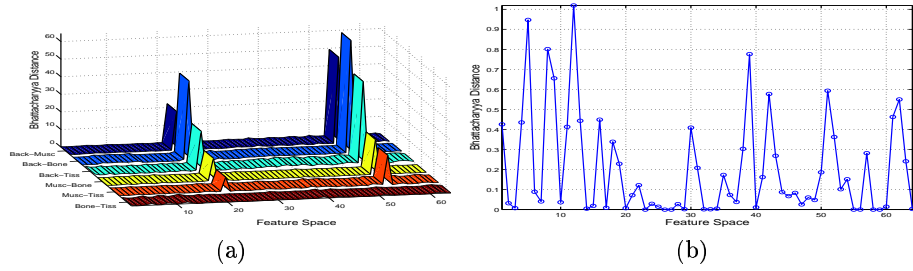 60
50
40
30
20
10
0
Bhattacharyya Distance
Back-Musc
Back-Bone
Back-Tiss
Musc-Bone
Musc-Tiss
Bone-Tiss
10
20
30
40
50
60
Feature Space
(a)
1
0.9
0.8
0.7
0.6
0.5
0.4
0.3
0.2
0.1
0
Bhattacharyya Distance
10
20
30
40
50
60
Feature Space
(b)